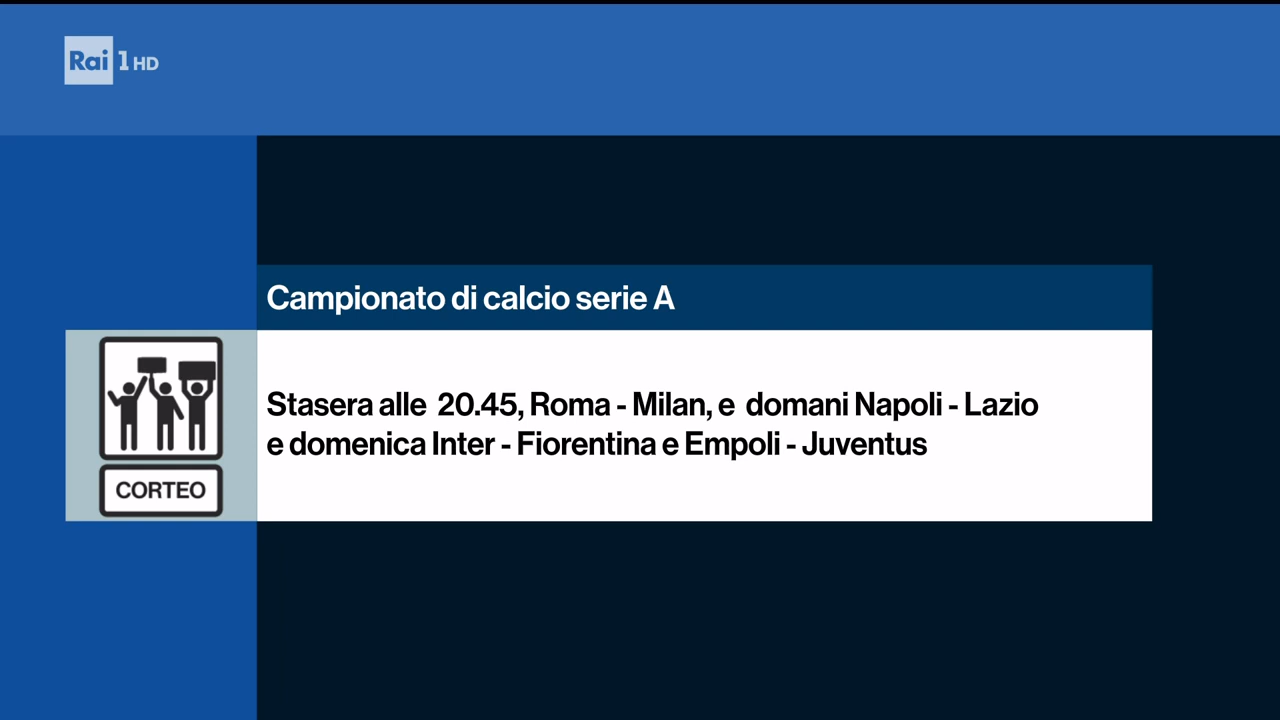 Rai 1 HD
Campionato di calcio serie A
Stasera alle  20.45, Roma - Milan, e  domani Napoli - Lazio
e domenica Inter - Fiorentina e Empoli - Juventus
CORTEO